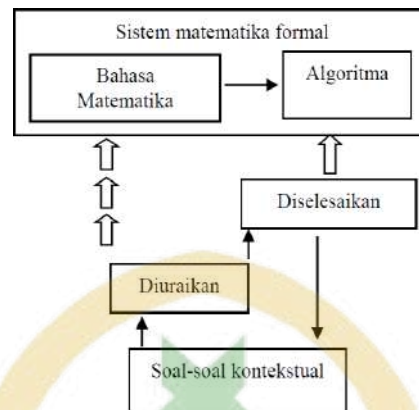 Sistem matematika formal
Bahasa
Matematika
Algoritma
Diselesaikan
Diuraikan
Soal-soal kontekstual